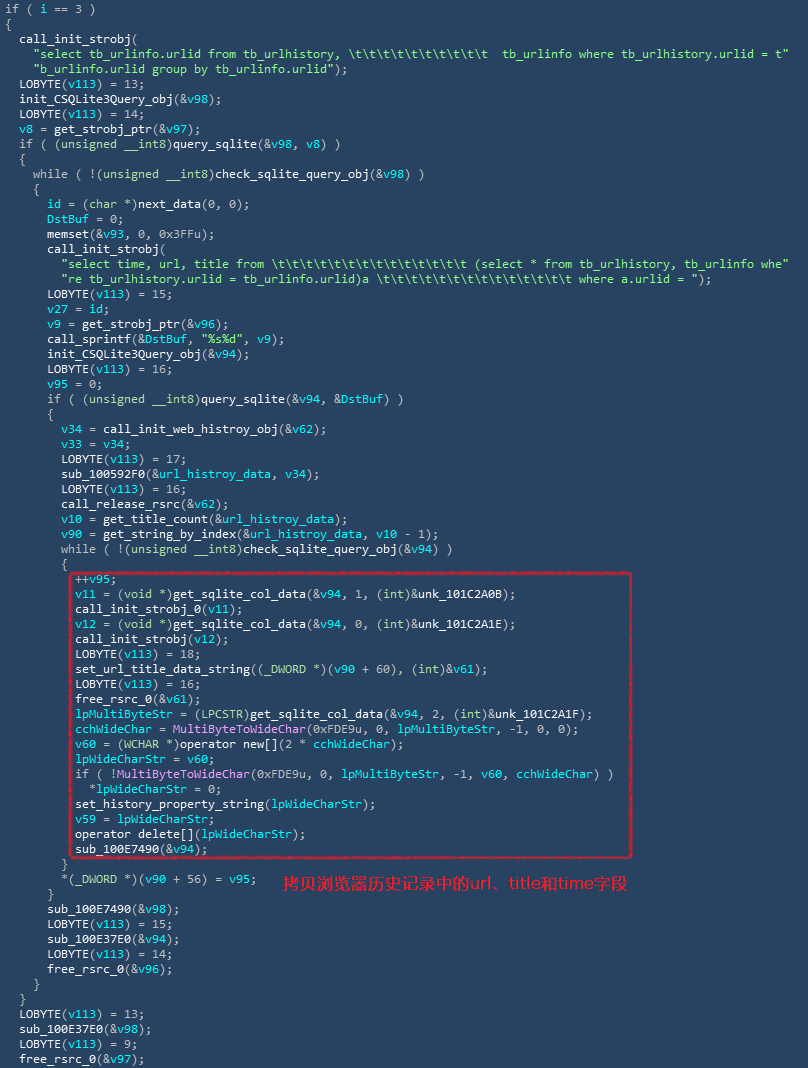 if ( i == 3 )
{
call_init_strobj(
"select tb_urlinfo.urlid from tb_urlhistory, \t\t\t\t\t\t\t\t\t\t  tb_urlinfo where tb_urlhistory.urlid = t"
"b_urlinfo.urlid group by tb_urlinfo.urlid");
LOBYTE(v113) = 13;
init_CSQLite3Query_obj(&v98);
LOBYTE(v113) = 14;
v8 = get_strobj_ptr(&v97);
if ( (unsigned __int8)query_sqlite(&v98, v8) )
{
while ( !(unsigned __int8)check_sqlite_query_obj(&v98) )
{
id = (char *)next_data(0, 0);
DstBuf = 0;
memset(&v93, 0, 0x3FFu);
call_init_strobj(
"select time, url, title from \t\t\t\t\t\t\t\t\t\t\t\t\t\t (select * from tb_urlhistory, tb_urlinfo whe"
"re tb_urlhistory.urlid = tb_urlinfo.urlid)a \t\t\t\t\t\t\t\t\t\t\t\t\t\t where a.urlid = ");
LOBYTE(v113) = 15;
v27 = id;
v9 = get_strobj_ptr(&v96);
call_sprintf(&DstBuf, "%s%d", v9);
init_CSQLite3Query_obj(&v94);
LOBYTE(v113) = 16;
v95 = 0;
if ( (unsigned __int8)query_sqlite(&v94, &DstBuf) )
{
v34 = call_init_web_histroy_obj(&v62);
v33 = v34;
LOBYTE(v113) = 17;
sub_100592F0(&url_histroy_data, v34);
LOBYTE(v113) = 16;
call_release_rsrc(&v62);
v10 = get_title_count(&url_histroy_data);
v90 = get_string_by_index(&url_histroy_data, v10 - 1);
while ( !(unsigned __int8)check_sqlite_query_obj(&v94) )
{
++v95;
v11 = (void *)get_sqlite_col_data(&v94, 1, (int)&unk_101C2A0B);
call_init_strobj_0(v11);
v12 = (void *)get_sqlite_col_data(&v94, 0, (int)&unk_101C2A1E);
call_init_strobj(v12);
LOBYTE(v113) = 18;
set_url_title_data_string((_DWORD *)(v90 + 60), (int)&v61);
LOBYTE(v113) = 16;
free_rsrc_0(&v61);
lpMultiByteStr = (LPCSTR)get_sqlite_col_data(&v94, 2, (int)&unk_101C2A1F);
cchWideChar = MultiByteToWideChar(0xFDE9u, 0, lpMultiByteStr, -1, 0, 0);
v60 = (WCHAR *)operator new[](2 * cchWideChar);
lpWideCharStr = v60;
if ( !MultiByteToWideChar(0xFDE9u, 0, lpMultiByteStr, -1, v60, cchWideChar) )
*lpWideCharStr = 0;
set_history_property_string(lpWideCharStr);
v59 = lpWideCharStr;
operator delete[](lpWideCharStr);
sub_100E7490(&v94);
}
*(_DWORD *)(v90 + 56) = v95; 拷贝浏览器历史记录中的url、title和time字段
}
sub_100E7490(&v98);
LOBYTE(v113) = 15;
sub_100E37E0(&v94);
LOBYTE(v113) = 14;
free_rsrc_0(&v96);
}
}
LOBYTE(v113) = 13;
sub_100E37E0(&v98);
LOBYTE(v113) = 9;
free_rsrc_0(&v97);